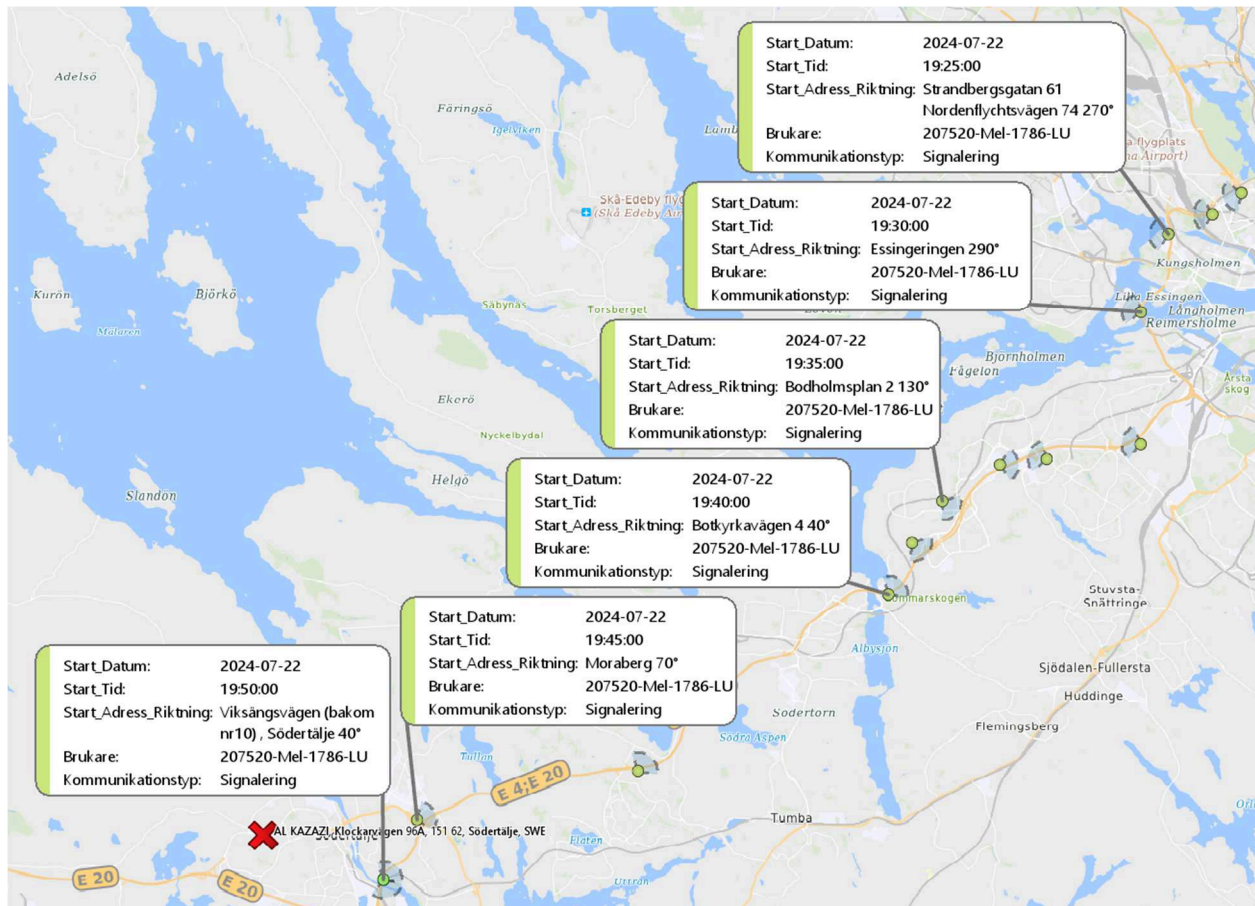 Start_Datum: 2024-07-22
Start_Tid: 19:25:00
Start_Adress_Riktning: Strandbergsgatan 61
Nordenflychtsvägen 74 270°
Brukare: 207520-Mel-1786-LU
Kommunikationstyp: Signalering
Adelsö
Färingsö
Igelviken
flygplats
Airport)
Start_Datum: 2024-07-22
Start_Tid: 19:30:00
Start_Adress_Riktning: Essingeringen 290°
Brukare: 207520-Mel-1786-LU
Kommunikationstyp: Signalering
Skå-Edeby
(Skå Edeby
Kungsholmen
Kurön
Björkö
Mälaren
Säbynäs
Torsberget
Lilla Essingen
Långholmen
Reimersholme
Start_Datum: 2024-07-22
Start_Tid: 19:35:00
Start_Adress_Riktning: Bodholmsplan 2 130°
Brukare: 207520-Mel-1786-LU
Kommunikationstyp: Signalering
Björnholmen
Fågelön
Årsta
skog
Ekerö
Nyckelbydal
Helgö
Slandön
Start_Datum: 2024-07-22
Start_Tid: 19:40:00
Start_Adress_Riktning: Botkyrkavägen 4 40°
Brukare: 207520-Mel-1786-LU
Kommunikationstyp: Signalering
Stuvsta-
Snättringe
Albysjön
Sjödalen-Fullersta
Huddinge
Flemingsberg
Start_Datum: 2024-07-22
Start_Tid: 19:45:00
Start_Adress_Riktning: Moraberg 70°
Brukare: 207520-Mel-1786-LU
Kommunikationstyp: Signalering
Södertörn
Södra Aspen
Start_Datum: 2024-07-22
Start_Tid: 19:50:00
Start_Adress_Riktning: Viksängsvägen (bakom
nr10) , Södertälje 40°
Brukare: 207520-Mel-1786-LU
Kommunikationstyp: Signalering
Tullan
E 4;E 20
Tumba
AL KAZAZI, Klockarvägen 96A, 151 62, Södertälje, SWE
Södertälje
Flaten
Uttran
E 20
E 20